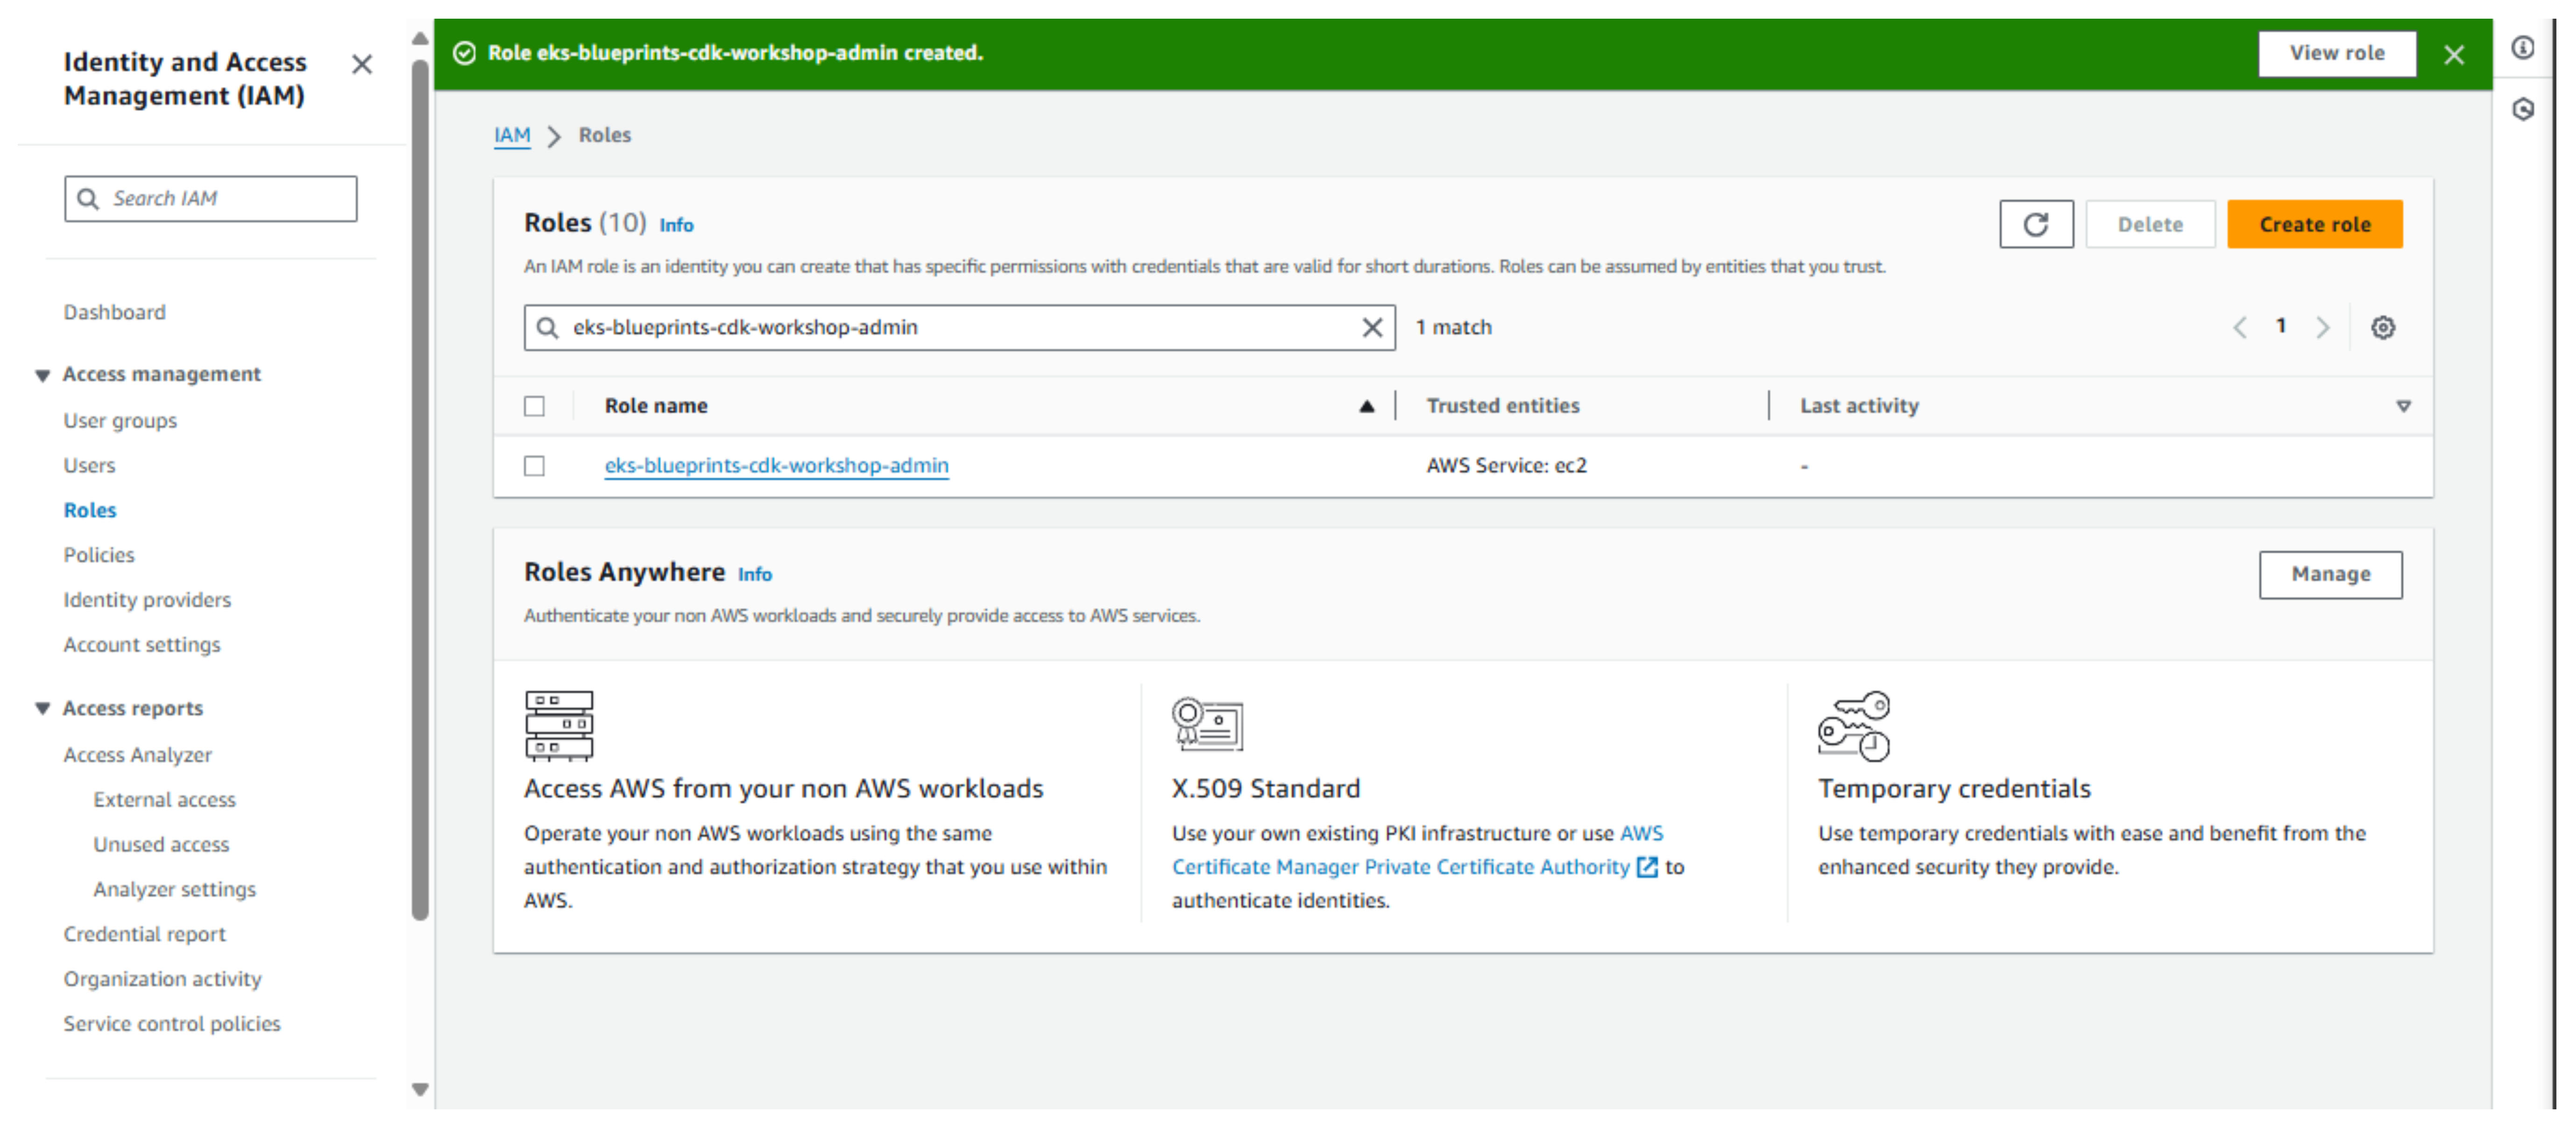 Identity and Access
Management (IAM)
Search IAM
Dashboard
Access management
User groups
Users
Roles
Policies
Identity providers
Account settings
Access reports
Access Analyzer
External access
Unused access
Analyzer settings
Credential report
Organization activity
Service control policies
Role eks-blueprints-cdk-workshop-admin created.
View role
IAM > Roles
Roles (10) Info
Delete
Create role
An IAM role is an identity you can create that has specific permissions with credentials that are valid for short durations. Roles can be assumed by entities that you trust.
eks-blueprints-cdk-workshop-admin
1 match
1
Role name
Trusted entities
Last activity
eks-blueprints-cdk-workshop-admin
AWS Service: ec2
-
Roles Anywhere Info
Manage
Authenticate your non AWS workloads and securely provide access to AWS services.
Access AWS from your non AWS workloads
Operate your non AWS workloads using the same
authentication and authorization strategy that you use within
AWS.
X.509 Standard
Use your own existing PKI infrastructure or use AWS
Certificate Manager Private Certificate Authority to
authenticate identities.
Temporary credentials
Use temporary credentials with ease and benefit from the
enhanced security they provide.